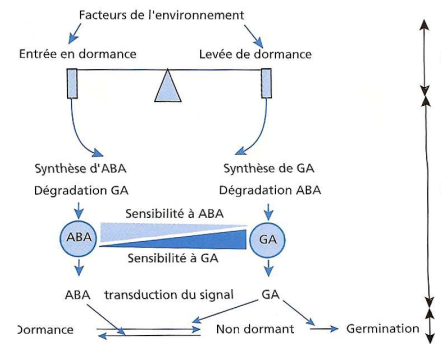 Facteurs de l'environnement
Entrée en dormance Levée de dormance
Synthèse d'ABA Synthèse de GA
Dégradation GA Dégradation ABA
Sensibilité à ABA
ABA GA
Sensibilité à GA
ABA transduction du signal GA
Dormance Non dormant Germination